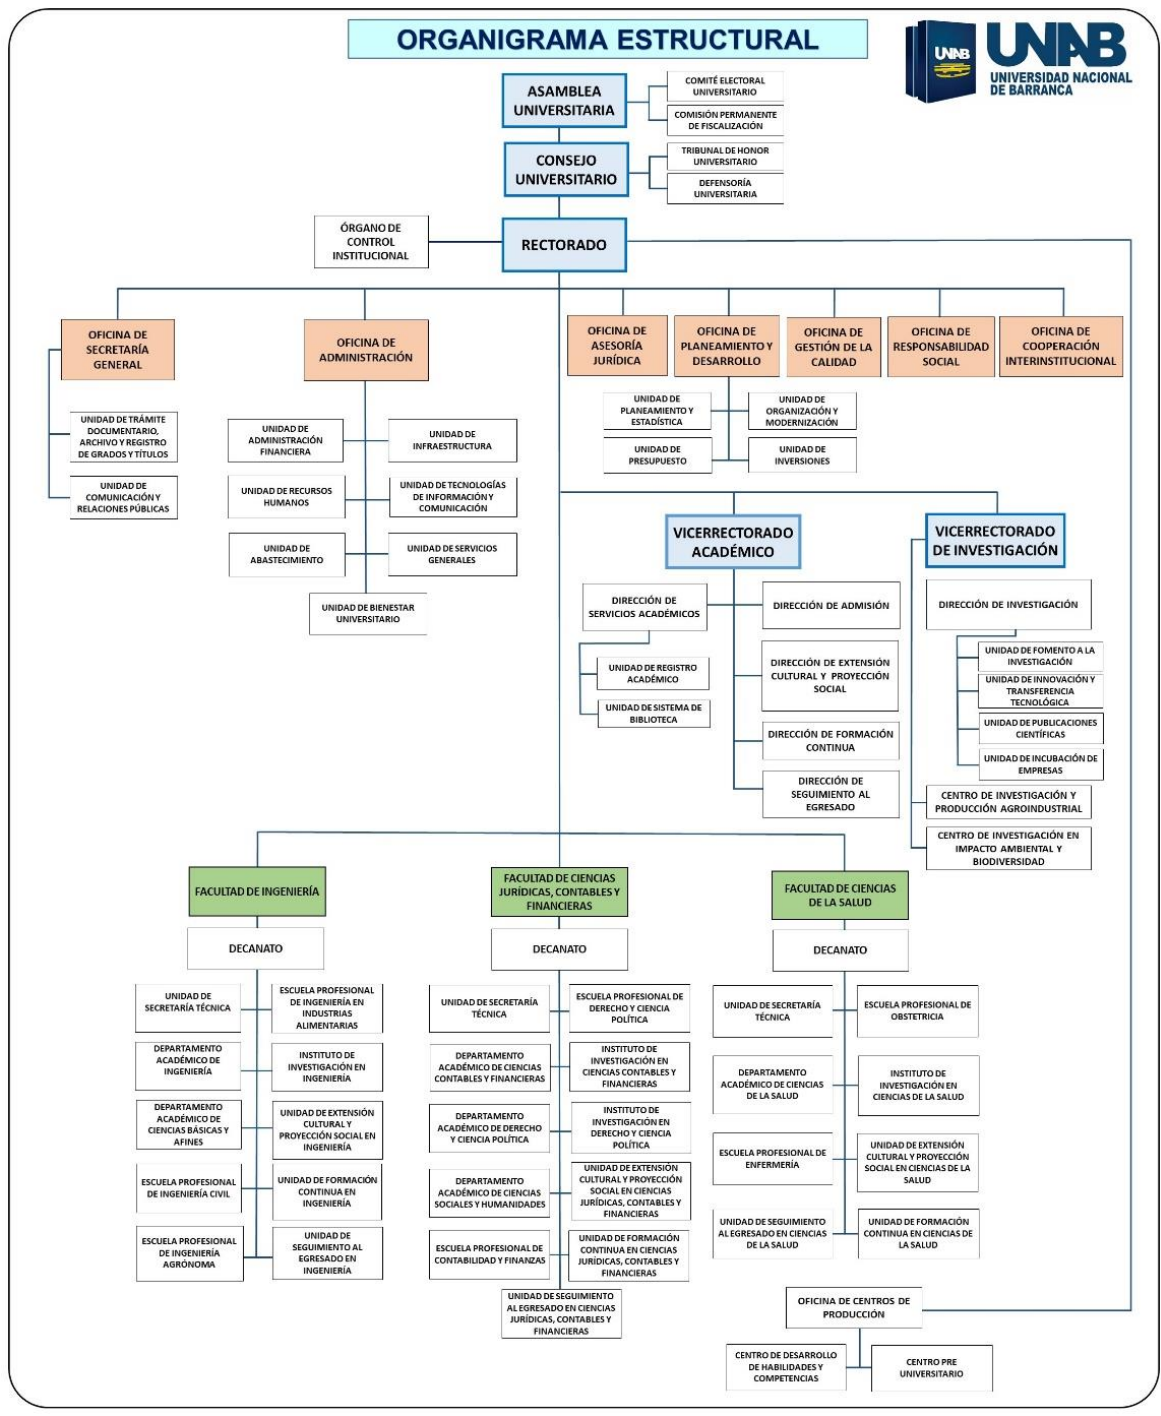 ORGANIGRAMA ESTRUCTURAL
UNAB
UNAB
UNIVERSIDAD NACIONAL
DE BARRANCA
ASAMBLEA
UNIVERSITARIA
COMITÉ ELECTORAL
UNIVERSITARIO
COMISIÓN PERMANENTE
DE FISCALIZACIÓN
CONSEJO
UNIVERSITARIO
TRIBUNAL DE HONOR
UNIVERSITARIO
DEFENSORÍA
UNIVERSITARIA
ÓRGANO DE
CONTROL
INSTITUCIONAL
RECTORADO
OFICINA DE
SECRETARÍA
GENERAL
OFICINA DE
ADMINISTRACIÓN
OFICINA DE
ASESORÍA
JURÍDICA
OFICINA DE
PLANEAMIENTO Y
DESARROLLO
OFICINA DE
GESTIÓN DE LA
CALIDAD
OFICINA DE
RESPONSABILIDAD
SOCIAL
OFICINA DE
COOPERACIÓN
INTERINSTITUCIONAL
UNIDAD DE TRÁMITE
DOCUMENTARIO,
ARCHIVO Y REGISTRO
DE GRADOS Y TÍTULOS
UNIDAD DE
COMUNICACIÓN Y
RELACIONES PÚBLICAS
UNIDAD DE
ADMINISTRACIÓN
FINANCIERA
UNIDAD DE
INFRAESTRUCTURA
UNIDAD DE RECURSOS
HUMANOS
UNIDAD DE TECNOLOGÍAS
DE INFORMACIÓN Y
COMUNICACIÓN
UNIDAD DE
ABASTECIMIENTO
UNIDAD DE SERVICIOS
GENERALES
UNIDAD DE BIENESTAR
UNIVERSITARIO
UNIDAD DE
PLANEAMIENTO Y
ESTADÍSTICA
UNIDAD DE
ORGANIZACIÓN Y
MODERNIZACIÓN
UNIDAD DE
PRESUPUESTO
UNIDAD DE
INVERSIONES
VICERRECTORADO
ACADÉMICO
VICERRECTORADO
DE INVESTIGACIÓN
DIRECCIÓN DE
SERVICIOS ACADÉMICOS
DIRECCIÓN DE ADMISIÓN
UNIDAD DE REGISTRO
ACADÉMICO
UNIDAD DE SISTEMA DE
BIBLIOTECA
DIRECCIÓN DE EXTENSIÓN
CULTURAL Y PROYECCIÓN
SOCIAL
DIRECCIÓN DE FORMACIÓN
CONTINUA
DIRECCIÓN DE
SEGUIMIENTO AL
EGRESADO
DIRECCIÓN DE INVESTIGACIÓN
UNIDAD DE FOMENTO A LA
INVESTIGACIÓN
UNIDAD DE INNOVACIÓN Y
TRANSFERENCIA
TECNOLÓGICA
UNIDAD DE PUBLICACIONES
CIENTÍFICAS
UNIDAD DE INCUBACIÓN DE
EMPRESAS
CENTRO DE INVESTIGACIÓN Y
PRODUCCIÓN AGROINDUSTRIAL
CENTRO DE INVESTIGACIÓN EN
IMPACTO AMBIENTAL Y
BIODIVERSIDAD
FACULTAD DE INGENIERÍA
DECANATO
UNIDAD DE
SECRETARÍA TÉCNICA
ESCUELA PROFESIONAL
DE INGENIERÍA EN
INDUSTRIAS
ALIMENTARIAS
DEPARTAMENTO
ACADÉMICO DE
INGENIERÍA
INSTITUTO DE
INVESTIGACIÓN EN
INGENIERÍA
DEPARTAMENTO
ACADÉMICO DE
CIENCIAS BÁSICAS Y
AFINES
UNIDAD DE EXTENSIÓN
CULTURAL Y
PROYECCIÓN SOCIAL EN
INGENIERÍA
ESCUELA PROFESIONAL
DE INGENIERÍA CIVIL
UNIDAD DE FORMACIÓN
CONTINUA EN
INGENIERÍA
ESCUELA PROFESIONAL
DE INGENIERÍA
AGRÓNOMA
UNIDAD DE
SEGUIMIENTO AL
EGRESADO EN
INGENIERÍA
FACULTAD DE CIENCIAS
JURÍDICAS, CONTABLES Y
FINANCIERAS
DECANATO
UNIDAD DE SECRETARÍA
TÉCNICA
ESCUELA PROFESIONAL DE
DERECHO Y CIENCIA
POLÍTICA
DEPARTAMENTO
ACADÉMICO DE CIENCIAS
CONTABLES Y FINANCIERAS
INSTITUTO DE
INVESTIGACIÓN EN
CIENCIAS CONTABLES Y
FINANCIERAS
DEPARTAMENTO
ACADÉMICO DE DERECHO
Y CIENCIA POLÍTICA
INSTITUTO DE
INVESTIGACIÓN EN
DERECHO Y CIENCIA
POLÍTICA
DEPARTAMENTO
ACADÉMICO DE CIENCIAS
SOCIALES Y HUMANIDADES
UNIDAD DE EXTENSIÓN
CULTURAL Y PROYECCIÓN
SOCIAL EN CIENCIAS
JURÍDICAS, CONTABLES Y
FINANCIERAS
ESCUELA PROFESIONAL DE
CONTABILIDAD Y FINANZAS
UNIDAD DE FORMACIÓN
CONTINUA EN CIENCIAS
JURÍDICAS, CONTABLES Y
FINANCIERAS
UNIDAD DE SEGUIMIENTO
AL EGRESADO EN CIENCIAS
JURÍDICAS, CONTABLES Y
FINANCIERAS
FACULTAD DE CIENCIAS
DE LA SALUD
DECANATO
UNIDAD DE SECRETARÍA
TÉCNICA
ESCUELA PROFESIONAL DE
OBSTETRICIA
DEPARTAMENTO
ACADÉMICO DE CIENCIAS
DE LA SALUD
INSTITUTO DE
INVESTIGACIÓN EN
CIENCIAS DE LA SALUD
ESCUELA PROFESIONAL DE
ENFERMERÍA
UNIDAD DE EXTENSIÓN
CULTURAL Y PROYECCIÓN
SOCIAL EN CIENCIAS DE LA
SALUD
UNIDAD DE SEGUIMIENTO
AL EGRESADO EN CIENCIAS
DE LA SALUD
UNIDAD DE FORMACIÓN
CONTINUA EN CIENCIAS DE
LA SALUD
OFICINA DE CENTROS DE
PRODUCCIÓN
CENTRO DE DESARROLLO
DE HABILIDADES Y
COMPETENCIAS
CENTRO PRE
UNIVERSITARIO